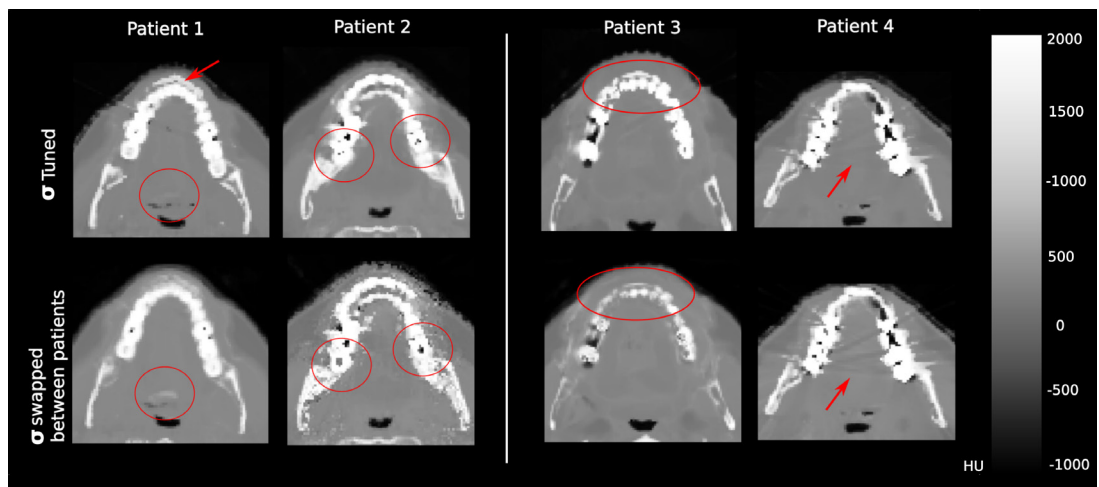 Patient 1
Patient 2
Patient 3
Patient 4
σ Tuned
σ swapped
between patients
2000
1500
-1000
500
0
-500
-1000
HU